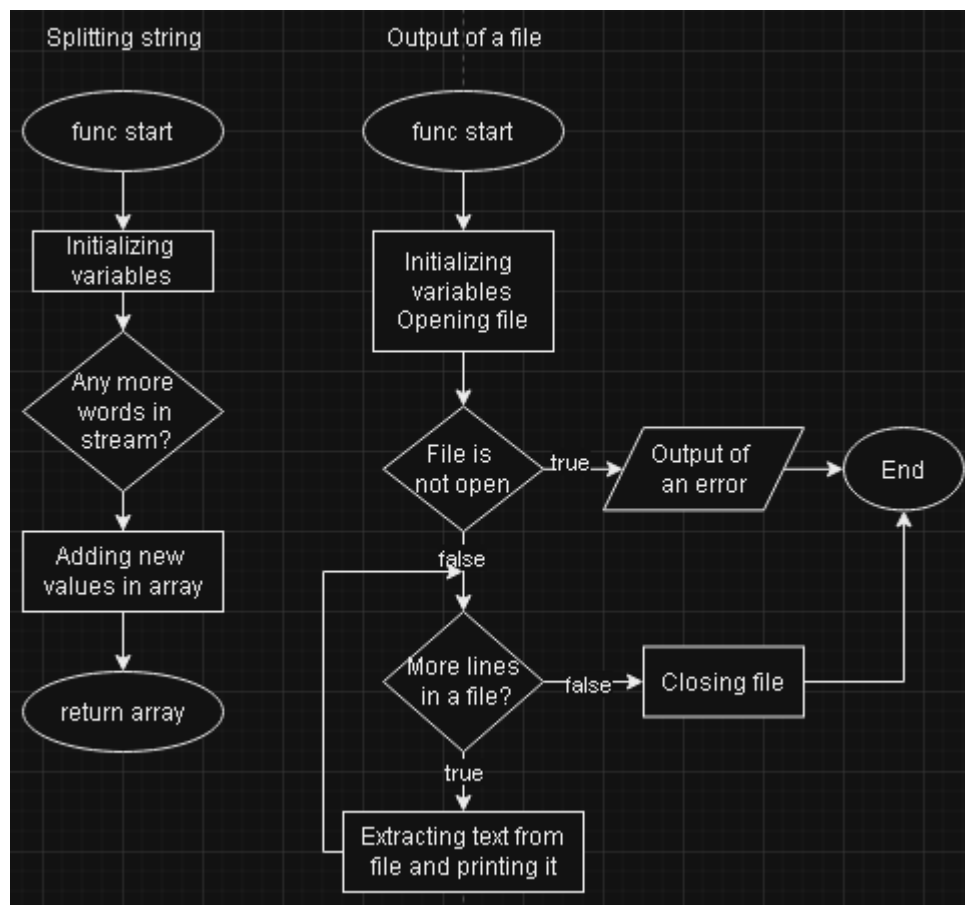 Splitting string
func start
Initializing
variables
Any more
words in
stream?
Adding new
values in array
return array
Output of a file
func start
Initializing
variables
Opening file
File is
not open
true
Output of
an error
End
false
More lines
in a file?
false
Closing file
true
Extracting text from
file and printing it